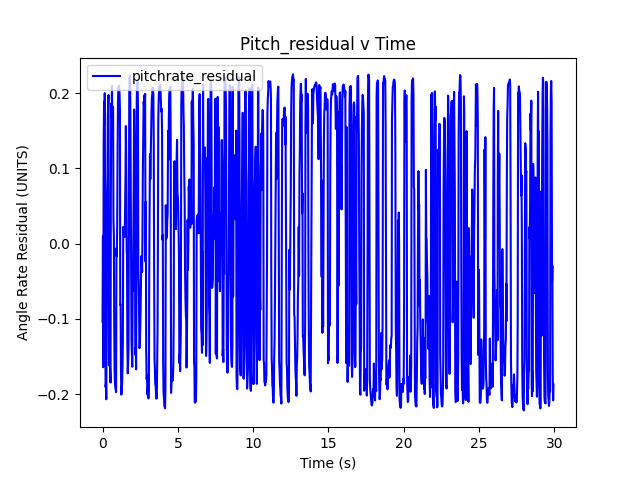 Pitch_residual v Time
pitchrate_residual
Angle Rate Residual (UNITS)
0.2
0.1
0.0
−0.1
−0.2
0 5 10 15 20 25 30
Time (s)